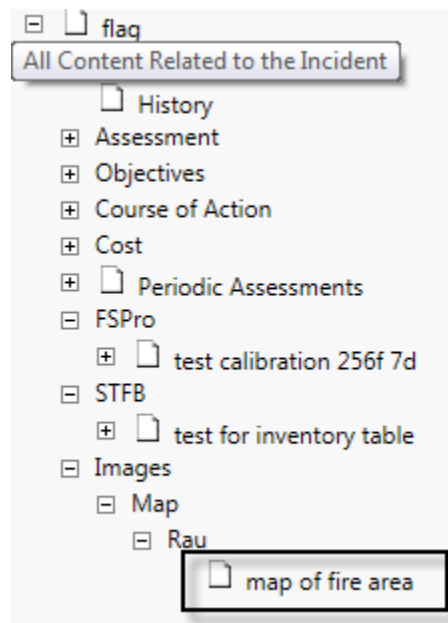 flag
All Content Related to the Incident
History
Assessment
Objectives
Course of Action
Cost
Periodic Assessments
FSPro
test calibration 256f 7d
STFB
test for inventory table
Images
Map
Rau
map of fire area